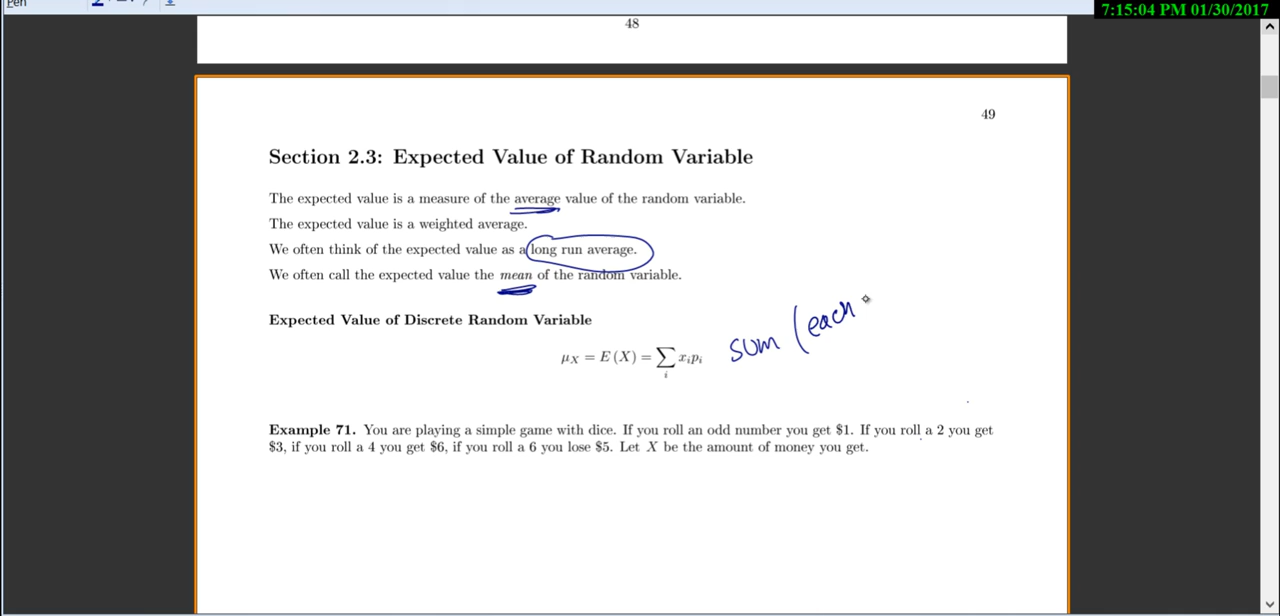 Pen
7:15:04 PM 01/30/2017
48
49
Section 2.3: Expected Value of Random Variable
The expected value is a measure of the average value of the random variable.
The expected value is a weighted average.
We often think of the expected value as a long run average.
We often call the expected value the mean of the random variable.
Expected Value of Discrete Random Variable
μX = E (X) = ∑i xipi sum (each
Example 71. You are playing a simple game with dice. If you roll an odd number you get $1. If you roll a 2 you get
$3, if you roll a 4 you get $6, if you roll a 6 you lose $5. Let X be the amount of money you get.